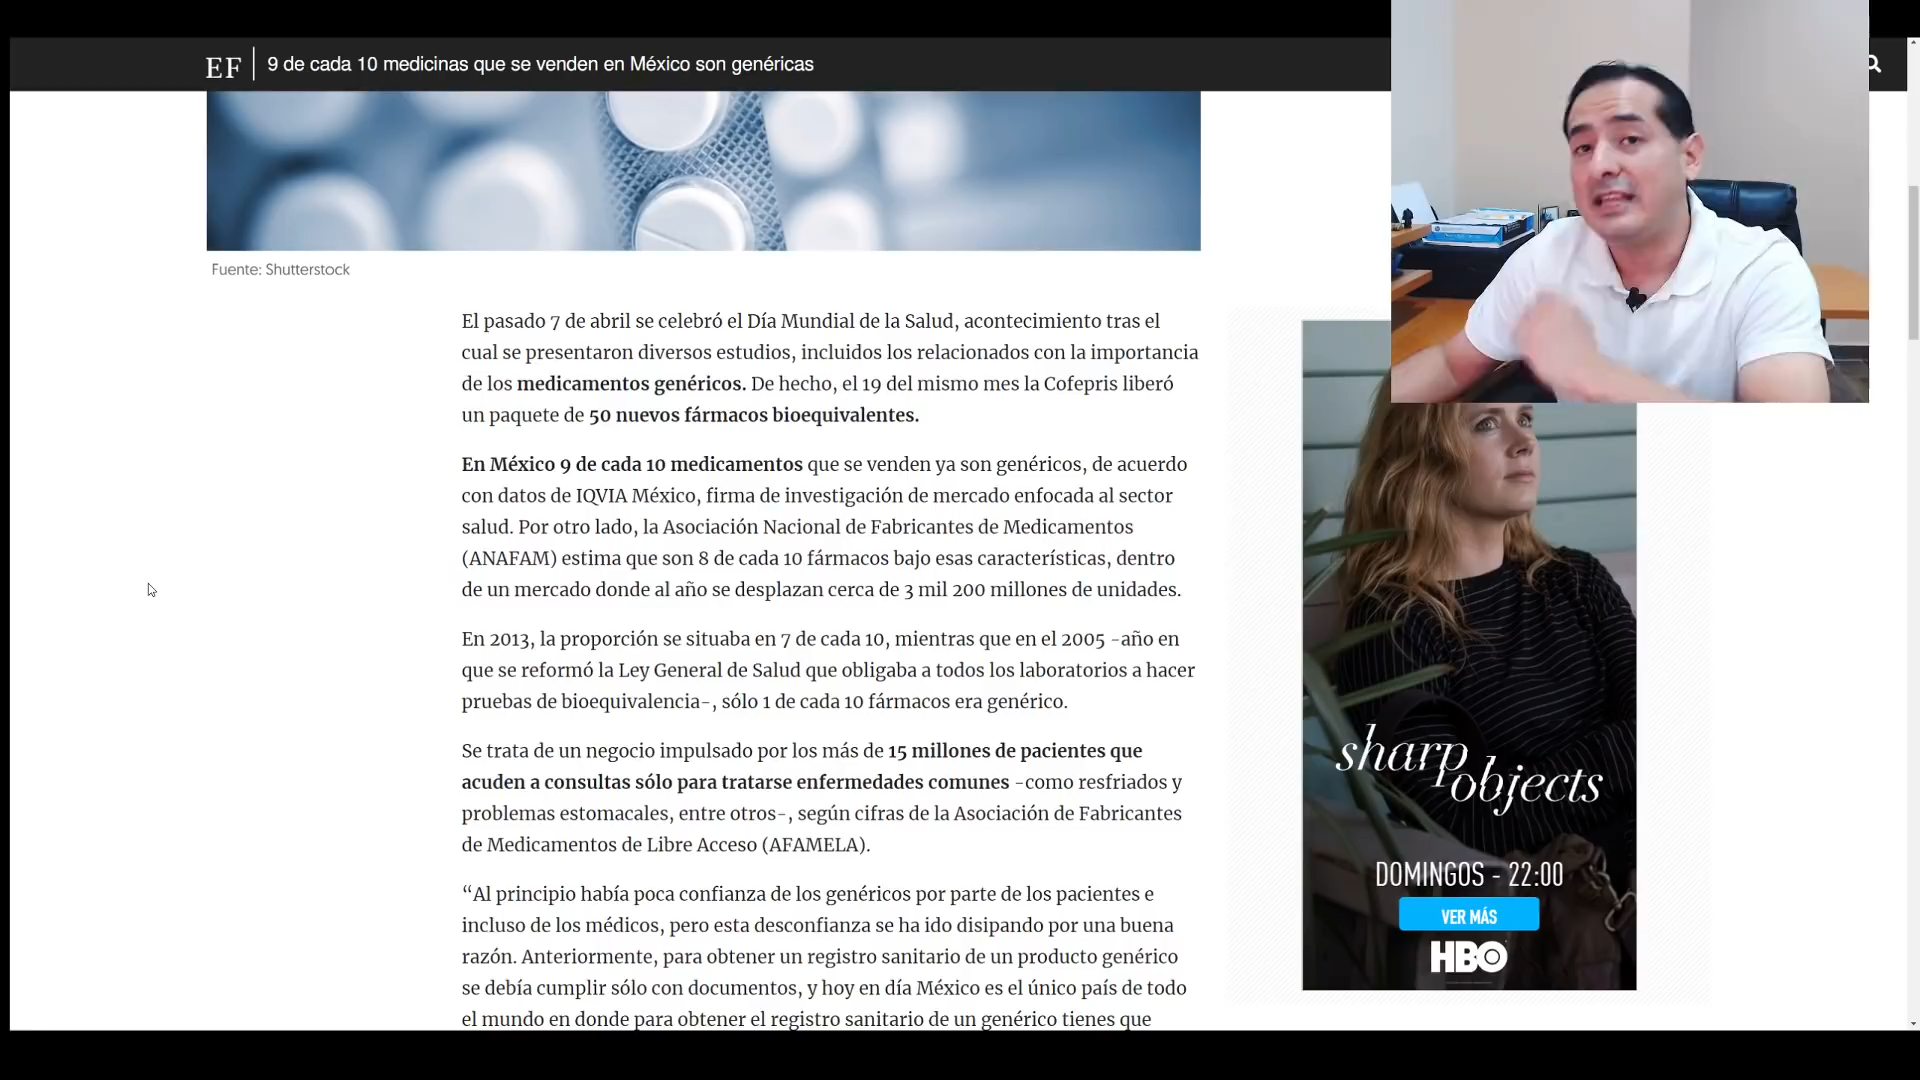 EF
9 de cada 10 medicinas que se venden en México son genéricas
Fuente: Shutterstock
El pasado 7 de abril se celebró el Día Mundial de la Salud, acontecimiento tras el
cual se presentaron diversos estudios, incluidos los relacionados con la importancia
de los medicamentos genéricos. De hecho, el 19 del mismo mes la Cofepris liberó
un paquete de 50 nuevos fármacos bioequivalentes.
En México 9 de cada 10 medicamentos que se venden ya son genéricos, de acuerdo
con datos de IQVIA México, firma de investigación de mercado enfocada al sector
salud. Por otro lado, la Asociación Nacional de Fabricantes de Medicamentos
(ANAFAM) estima que son 8 de cada 10 fármacos bajo esas características, dentro
de un mercado donde al año se desplazan cerca de 3 mil 200 millones de unidades.
En 2013, la proporción se situaba en 7 de cada 10, mientras que en el 2005 -año en
que se reformó la Ley General de Salud que obligaba a todos los laboratorios a hacer
pruebas de bioequivalencia-, sólo 1 de cada 10 fármacos era genérico.
Se trata de un negocio impulsado por los más de 15 millones de pacientes que
acuden a consultas sólo para tratarse enfermedades comunes -como resfriados y
problemas estomacales, entre otros-, según cifras de la Asociación de Fabricantes
de Medicamentos de Libre Acceso (AFAMELA).
“Al principio había poca confianza de los genéricos por parte de los pacientes e
incluso de los médicos, pero esta desconfianza se ha ido disipando por una buena
razón. Anteriormente, para obtener un registro sanitario de un producto genérico
se debía cumplir sólo con documentos, y hoy en día México es el único país de todo
el mundo en donde para obtener el registro sanitario de un genérico tienes que
sharp
objects
DOMINGOS - 22:00
VER MÁS
HBO